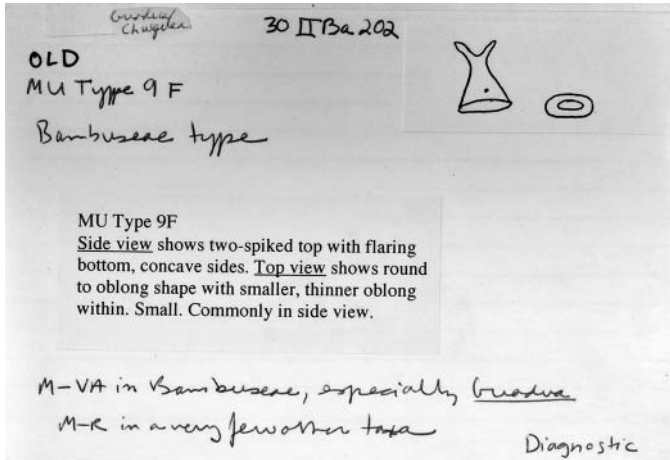 Guadua/
Chusquea
30 II Ba 202
OLD
MU Type 9 F
Bambuseae type
MU Type 9F
Side view shows two-spiked top with flaring
bottom, concave sides. Top view shows round
to oblong shape with smaller, thinner oblong
within. Small. Commonly in side view.
M-VA in Bambuseae, especially Guadua
M-R in a very few other taxa
Diagnostic